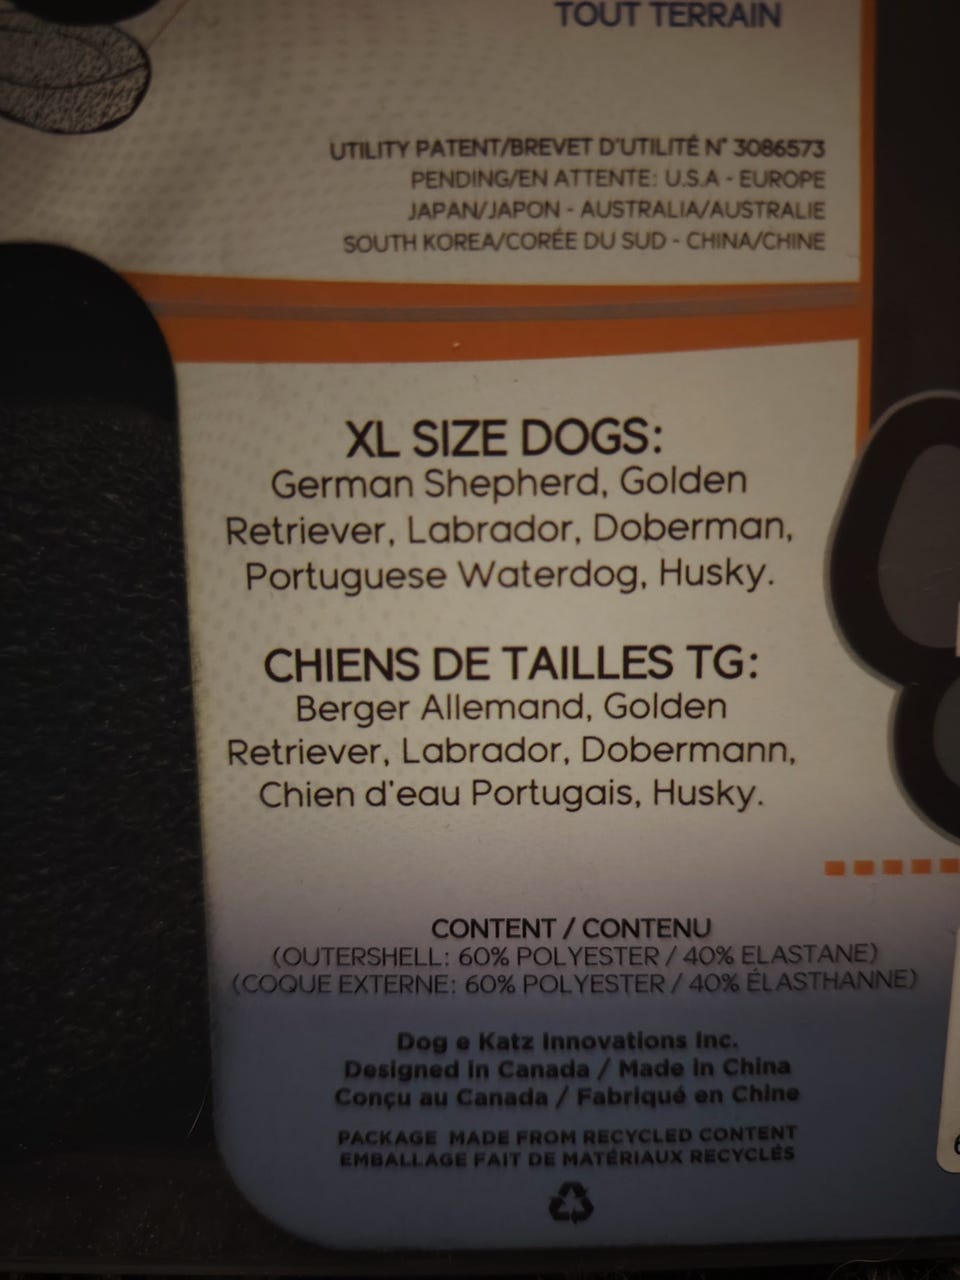 TOUT TERRAIN
UTILITY PATENT/BREVET D'UTILITÉ N° 3086573
PENDING/EN ATTENTE: U.S.A - EUROPE
JAPAN/JAPON - AUSTRALIA/AUSTRALIE
SOUTH KOREA/CORÉE DU SUD - CHINA/CHINE
XL SIZE DOGS:
German Shepherd, Golden
Retriever, Labrador, Doberman,
Portuguese Waterdog, Husky.
CHIENS DE TAILLES TG:
Berger Allemand, Golden
Retriever, Labrador, Dobermann,
Chien d'eau Portugais, Husky.
CONTENT / CONTENU
(OUTERSHELL: 60% POLYESTER / 40% ELASTANE)
(COQUE EXTERNE: 60% POLYESTER / 40% ÉLASTHANNE)
Dog e Katz Innovations Inc.
Designed in Canada / Made in China
Conçu au Canada / Fabriqué en Chine
PACKAGE MADE FROM RECYCLED CONTENT
EMBALLAGE FAIT DE MATÉRIAUX RECYCLÉS